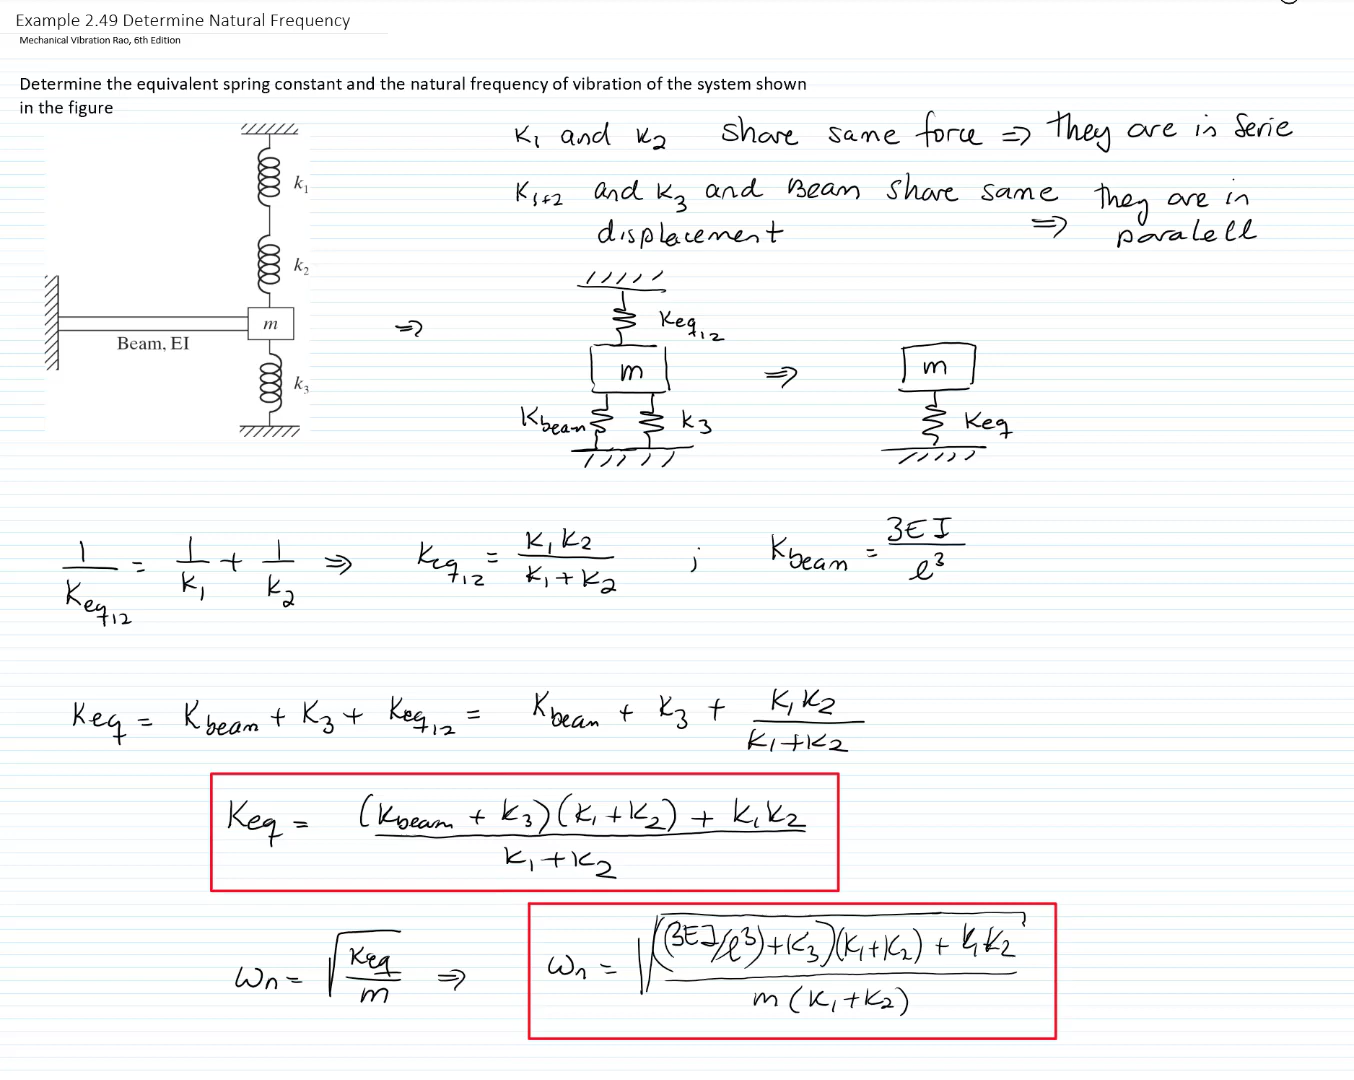 Example 2.49 Determine Natural Frequency
Mechanical Vibration Rao, 6th Edition
Determine the equivalent spring constant and the natural frequency of vibration of the system shown
in the figure
K₁ and K₂ share same force ⇒ they are in Serie
K₁₊₂ and K₃ and Beam share same displacement ⇒ they are in paralell
k₁
k₂
m
Beam, EI
k₃
⇒
Keq₁₂
m
Kbeam
k₃
⇒
m
Keq
1/Keq₁₂ = 1/K₁ + 1/K₂ ⇒ Keq₁₂ = K₁K₂/(K₁+K₂) ; Kbeam = 3EI/l³
Keq = Kbeam + K₃ + Keq₁₂ = Kbeam + K₃ + K₁K₂/(K₁+K₂)
Keq = ((Kbeam + K₃)(K₁+K₂) + K₁K₂)/(K₁+K₂)
ωn = √(Keq/m) ⇒ ωn = √(((3EI/l³)+K₃)(K₁+K₂) + K₁K₂)/(m(K₁+K₂))